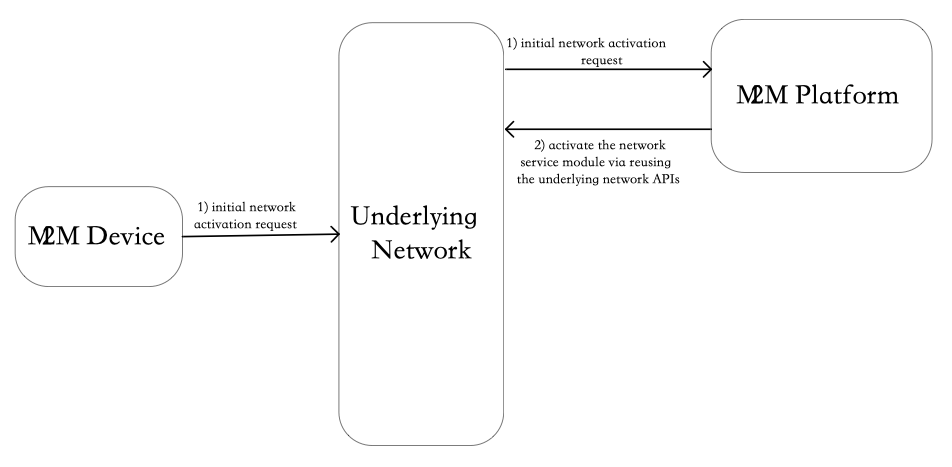 M2M Device
1) initial network
activation request
Underlying
Network
1) initial network activation
request
2) activate the network
service module via reusing
the underlying network APIs
M2M Platform